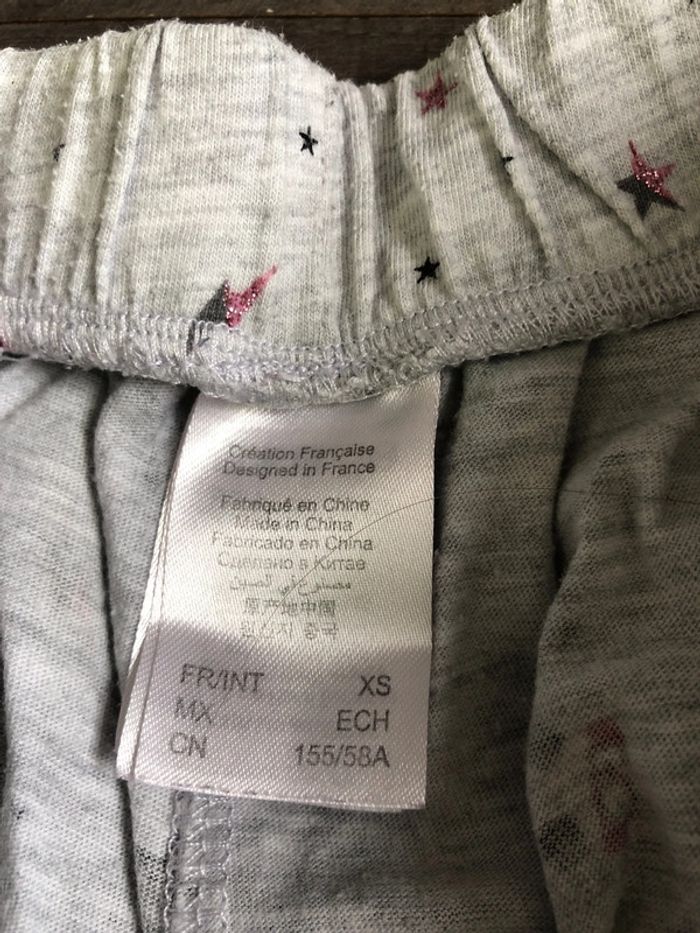 Création Française
Designed in France
Fabriqué en Chine
Made in China
Fabricado en China
Сделано в Китае
مصنوع في الصين
原产地中国
원산지 중국
FR/INT XS
MX ECH
CN 155/58A